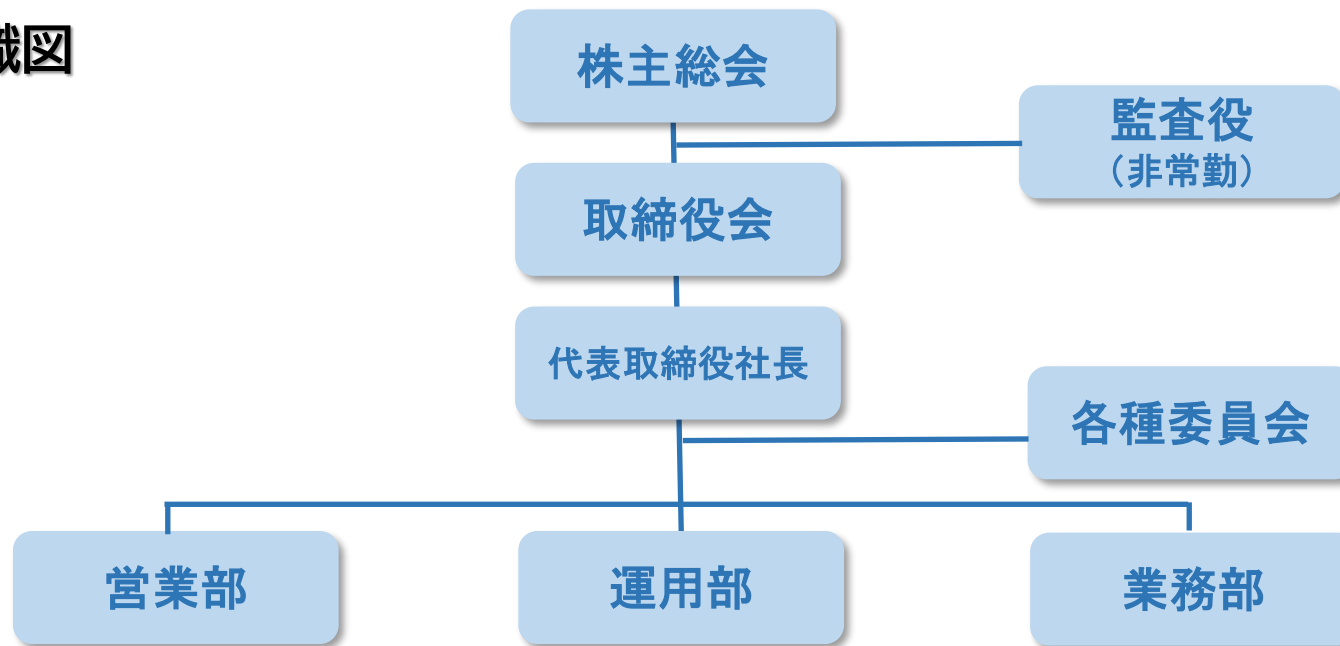 織図
株主総会
監査役
（非常勤）
取締役会
代表取締役社長
各種委員会
営業部
運用部
業務部